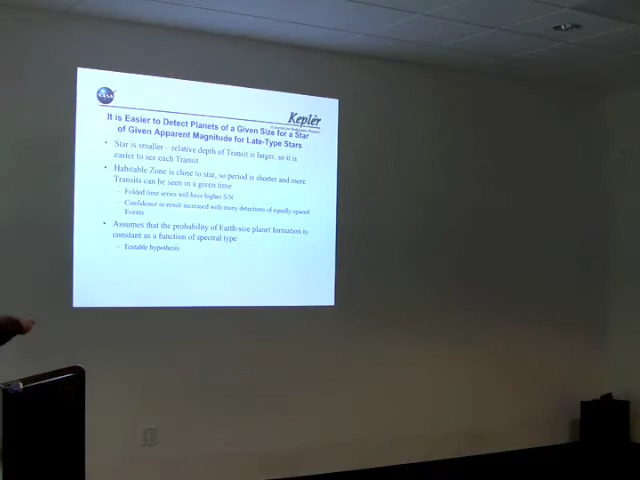 NASA
Kepler
It is Easier to Detect Planets of a Given Size for a Star
of Given Apparent Magnitude for Late-Type Stars
• Star is smaller – relative depth of Transit is larger, so it is
easier to see each Transit
• Habitable Zone is close to star, so period is shorter and more
Transits can be seen in a given time
– Folded time series will have higher S/N
– Confidence in result increased with many detections of equally-spaced
Events
• Assumes that the probability of Earth-size planet formation is
constant as a function of spectral type
– Testable hypothesis